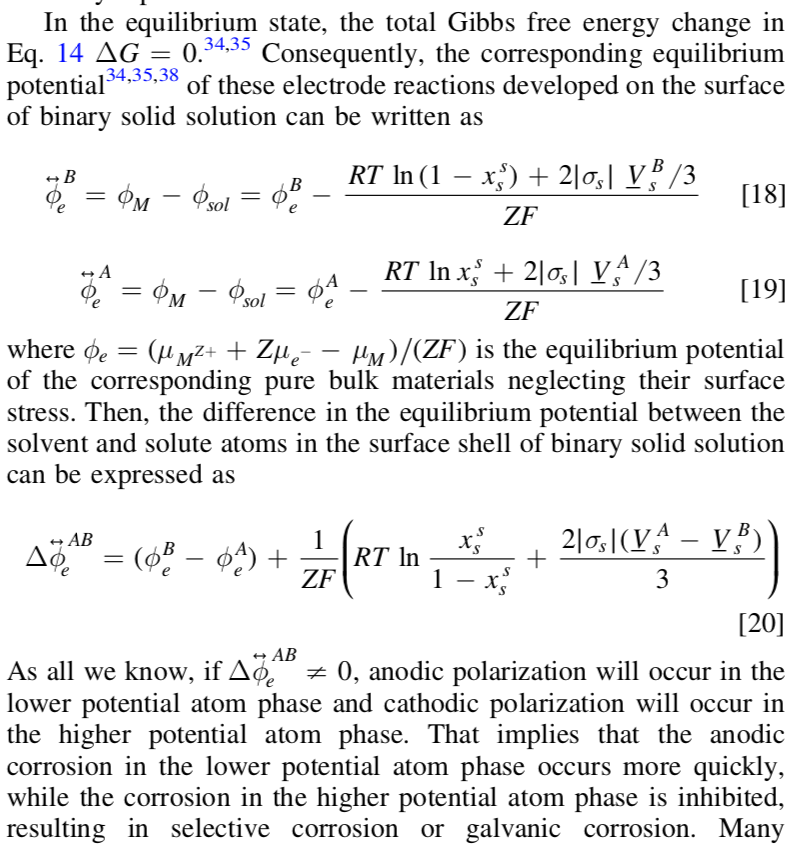 In the equilibrium state, the total Gibbs free energy change in
Eq. 14 ΔG = 0.34,35 Consequently, the corresponding equilibrium
potential34,35,38 of these electrode reactions developed on the surface
of binary solid solution can be written as
\overset{\leftrightarrow}{\phi}_e^B = \phi_M − \phi_{sol} = \phi_e^B − \frac{RT \ln (1 − x_s^s) + 2|\sigma_s| \underline{V}_s^B/3}{ZF} [18]
\overset{\leftrightarrow}{\phi}_e^A = \phi_M − \phi_{sol} = \phi_e^A − \frac{RT \ln x_s^s + 2|\sigma_s| \underline{V}_s^A/3}{ZF} [19]
where \phi_e = (\mu_{M^{Z+}} + Z\mu_{e^-} − \mu_M)/(ZF) is the equilibrium potential
of the corresponding pure bulk materials neglecting their surface
stress. Then, the difference in the equilibrium potential between the
solvent and solute atoms in the surface shell of binary solid solution
can be expressed as
\Delta\overset{\leftrightarrow}{\phi}_e^{AB} = (\phi_e^B − \phi_e^A) + \frac{1}{ZF}\left(RT \ln \frac{x_s^s}{1 − x_s^s} + \frac{2|\sigma_s|(\underline{V}_s^A − \underline{V}_s^B)}{3}\right)
[20]
As all we know, if \Delta\overset{\leftrightarrow}{\phi}_e^{AB} ≠ 0, anodic polarization will occur in the
lower potential atom phase and cathodic polarization will occur in
the higher potential atom phase. That implies that the anodic
corrosion in the lower potential atom phase occurs more quickly,
while the corrosion in the higher potential atom phase is inhibited,
resulting in selective corrosion or galvanic corrosion. Many